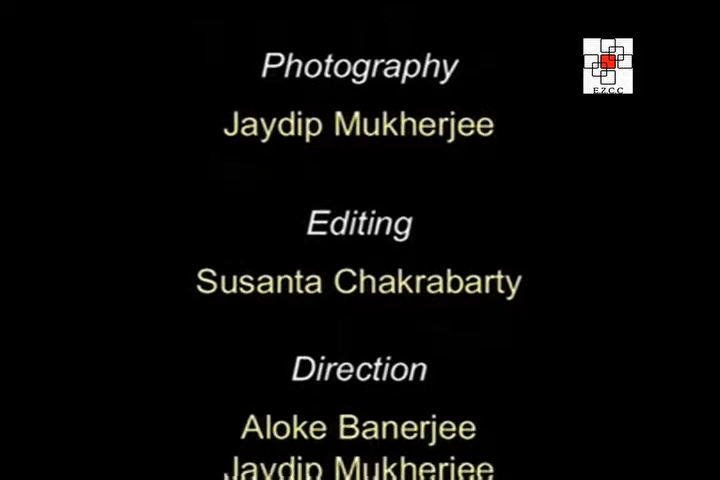 Photography
EZCC
Jaydip Mukherjee
Editing
Susanta Chakrabarty
Direction
Aloke Banerjee
Jaydip Mukherjee